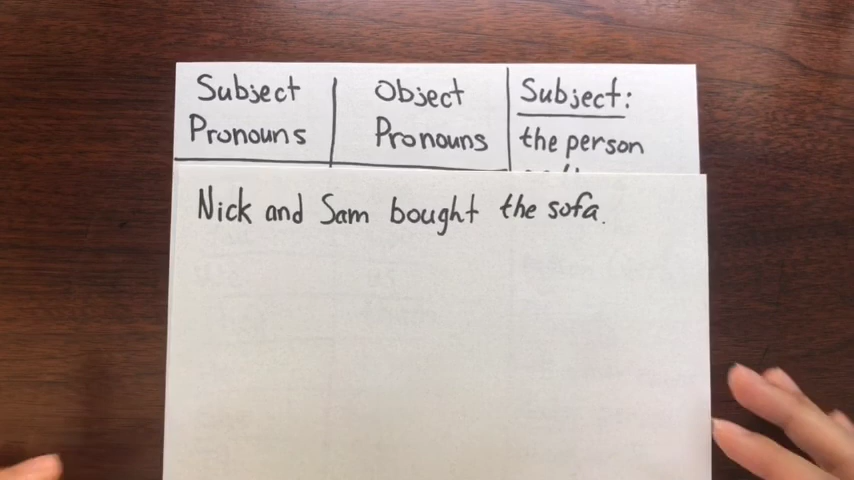 Subject Pronouns
Object Pronouns
Subject:
the person
Nick and Sam bought the sofa.